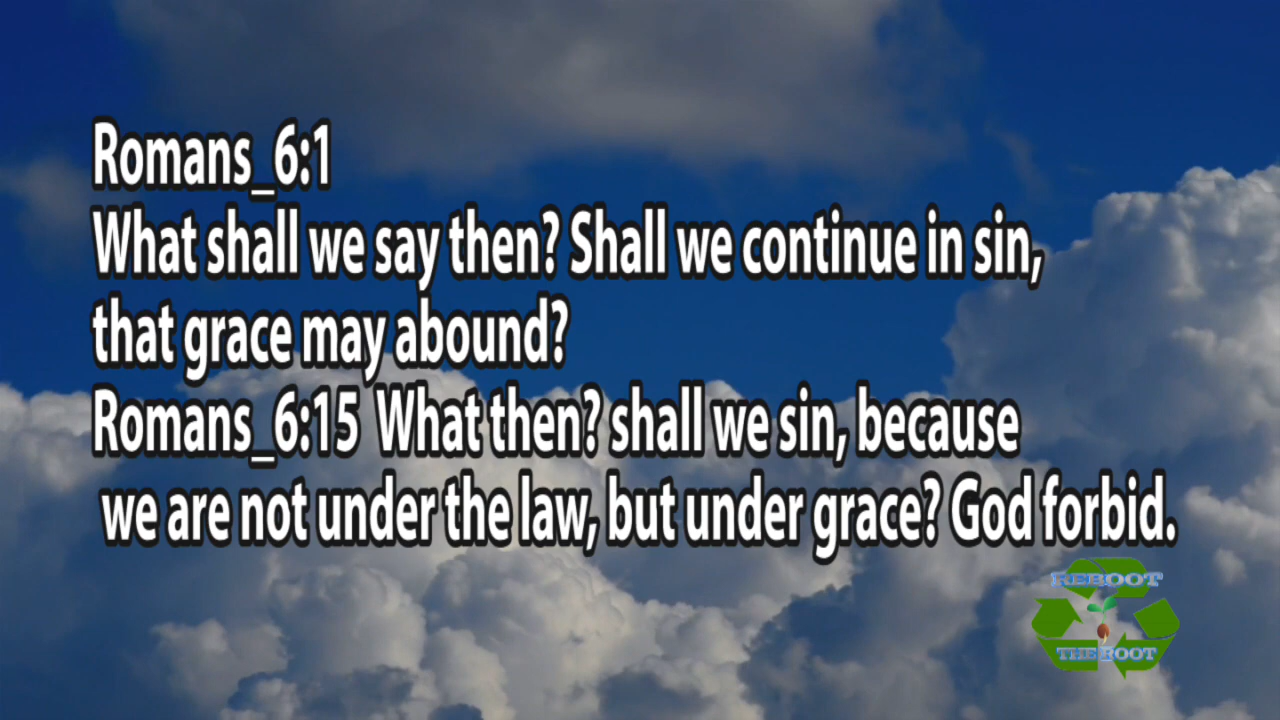 Romans_6:1
What shall we say then? Shall we continue in sin,
that grace may abound?
Romans_6:15  What then? shall we sin, because
we are not under the law, but under grace? God forbid.
REBOOT
THE ROOT